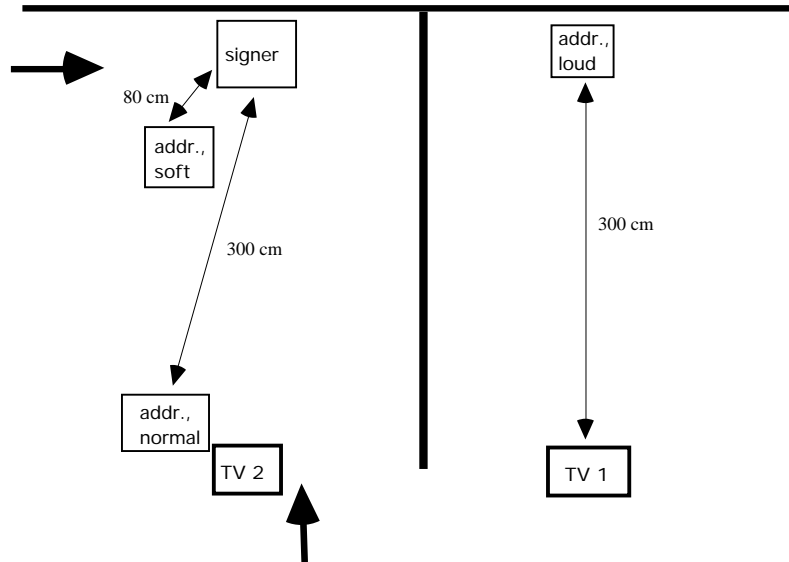 signer
addr.,
loud
80 cm
addr.,
soft
300 cm
300 cm
addr.,
normal
TV 2
TV 1